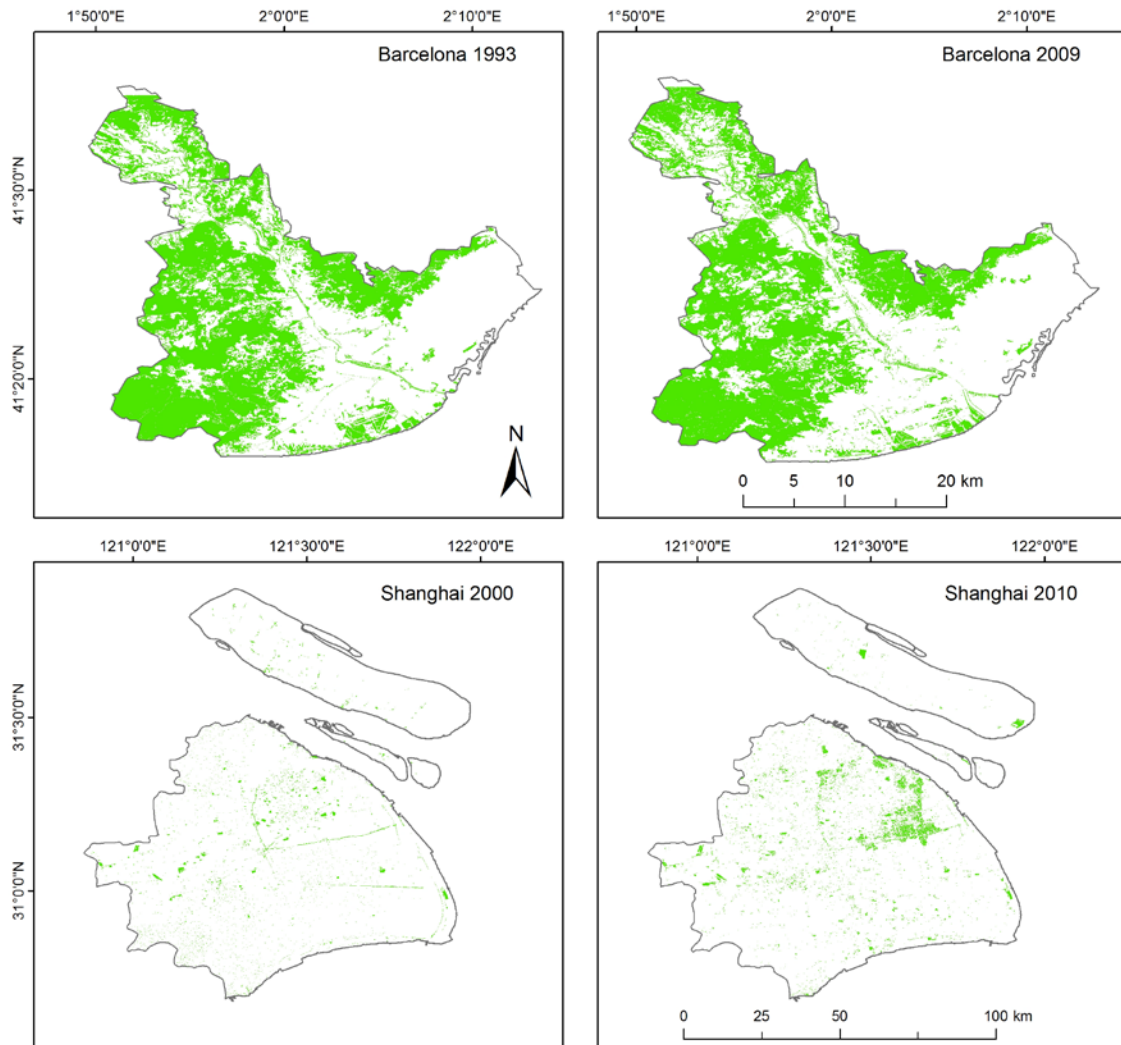 1°50'0"E 2°0'0"E 2°10'0"E
1°50'0"E 2°0'0"E 2°10'0"E
Barcelona 1993
Barcelona 2009
41°30'0"N
41°20'0"N
N
0 5 10 20 km
121°0'0"E 121°30'0"E 122°0'0"E
121°0'0"E 121°30'0"E 122°0'0"E
Shanghai 2000
Shanghai 2010
31°30'0"N
31°0'0"N
0 25 50 100 km